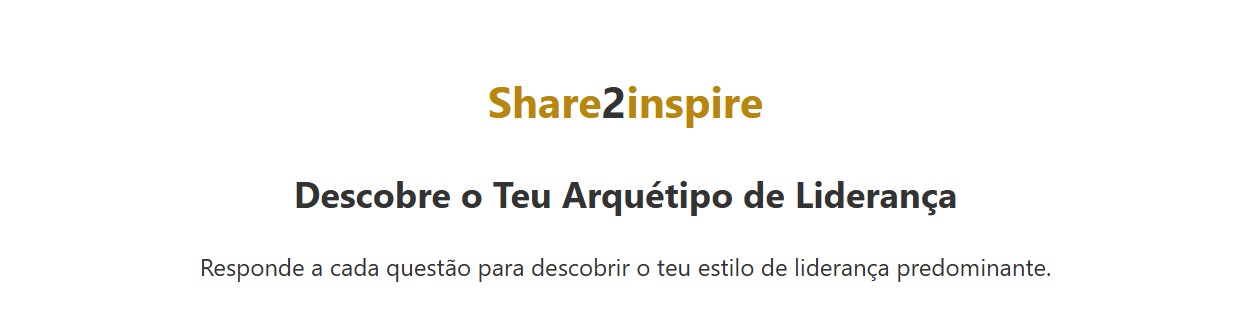 Share2inspire
Descobre o Teu Arquétipo de Liderança
Responde a cada questão para descobrir o teu estilo de liderança predominante.